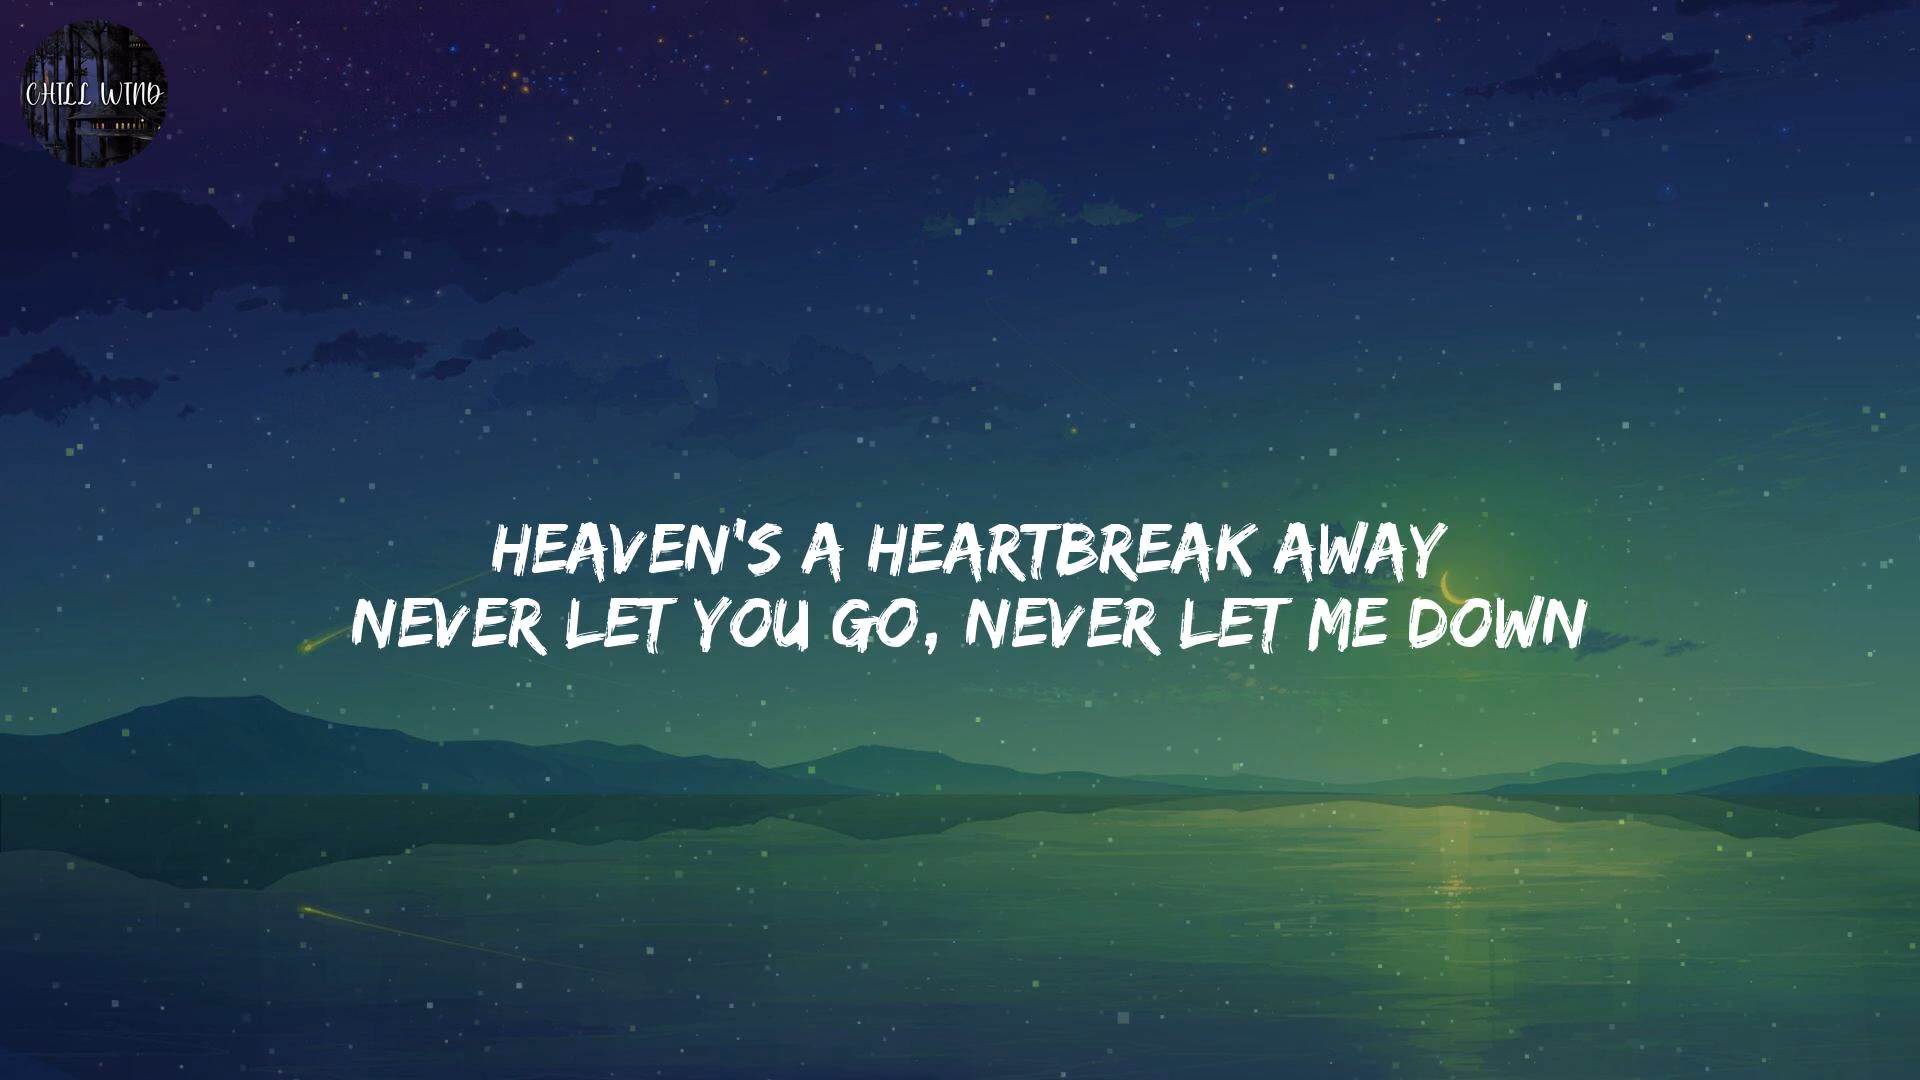 CHILL WIND
HEAVEN'S A HEARTBREAK AWAY
NEVER LET YOU GO, NEVER LET ME DOWN